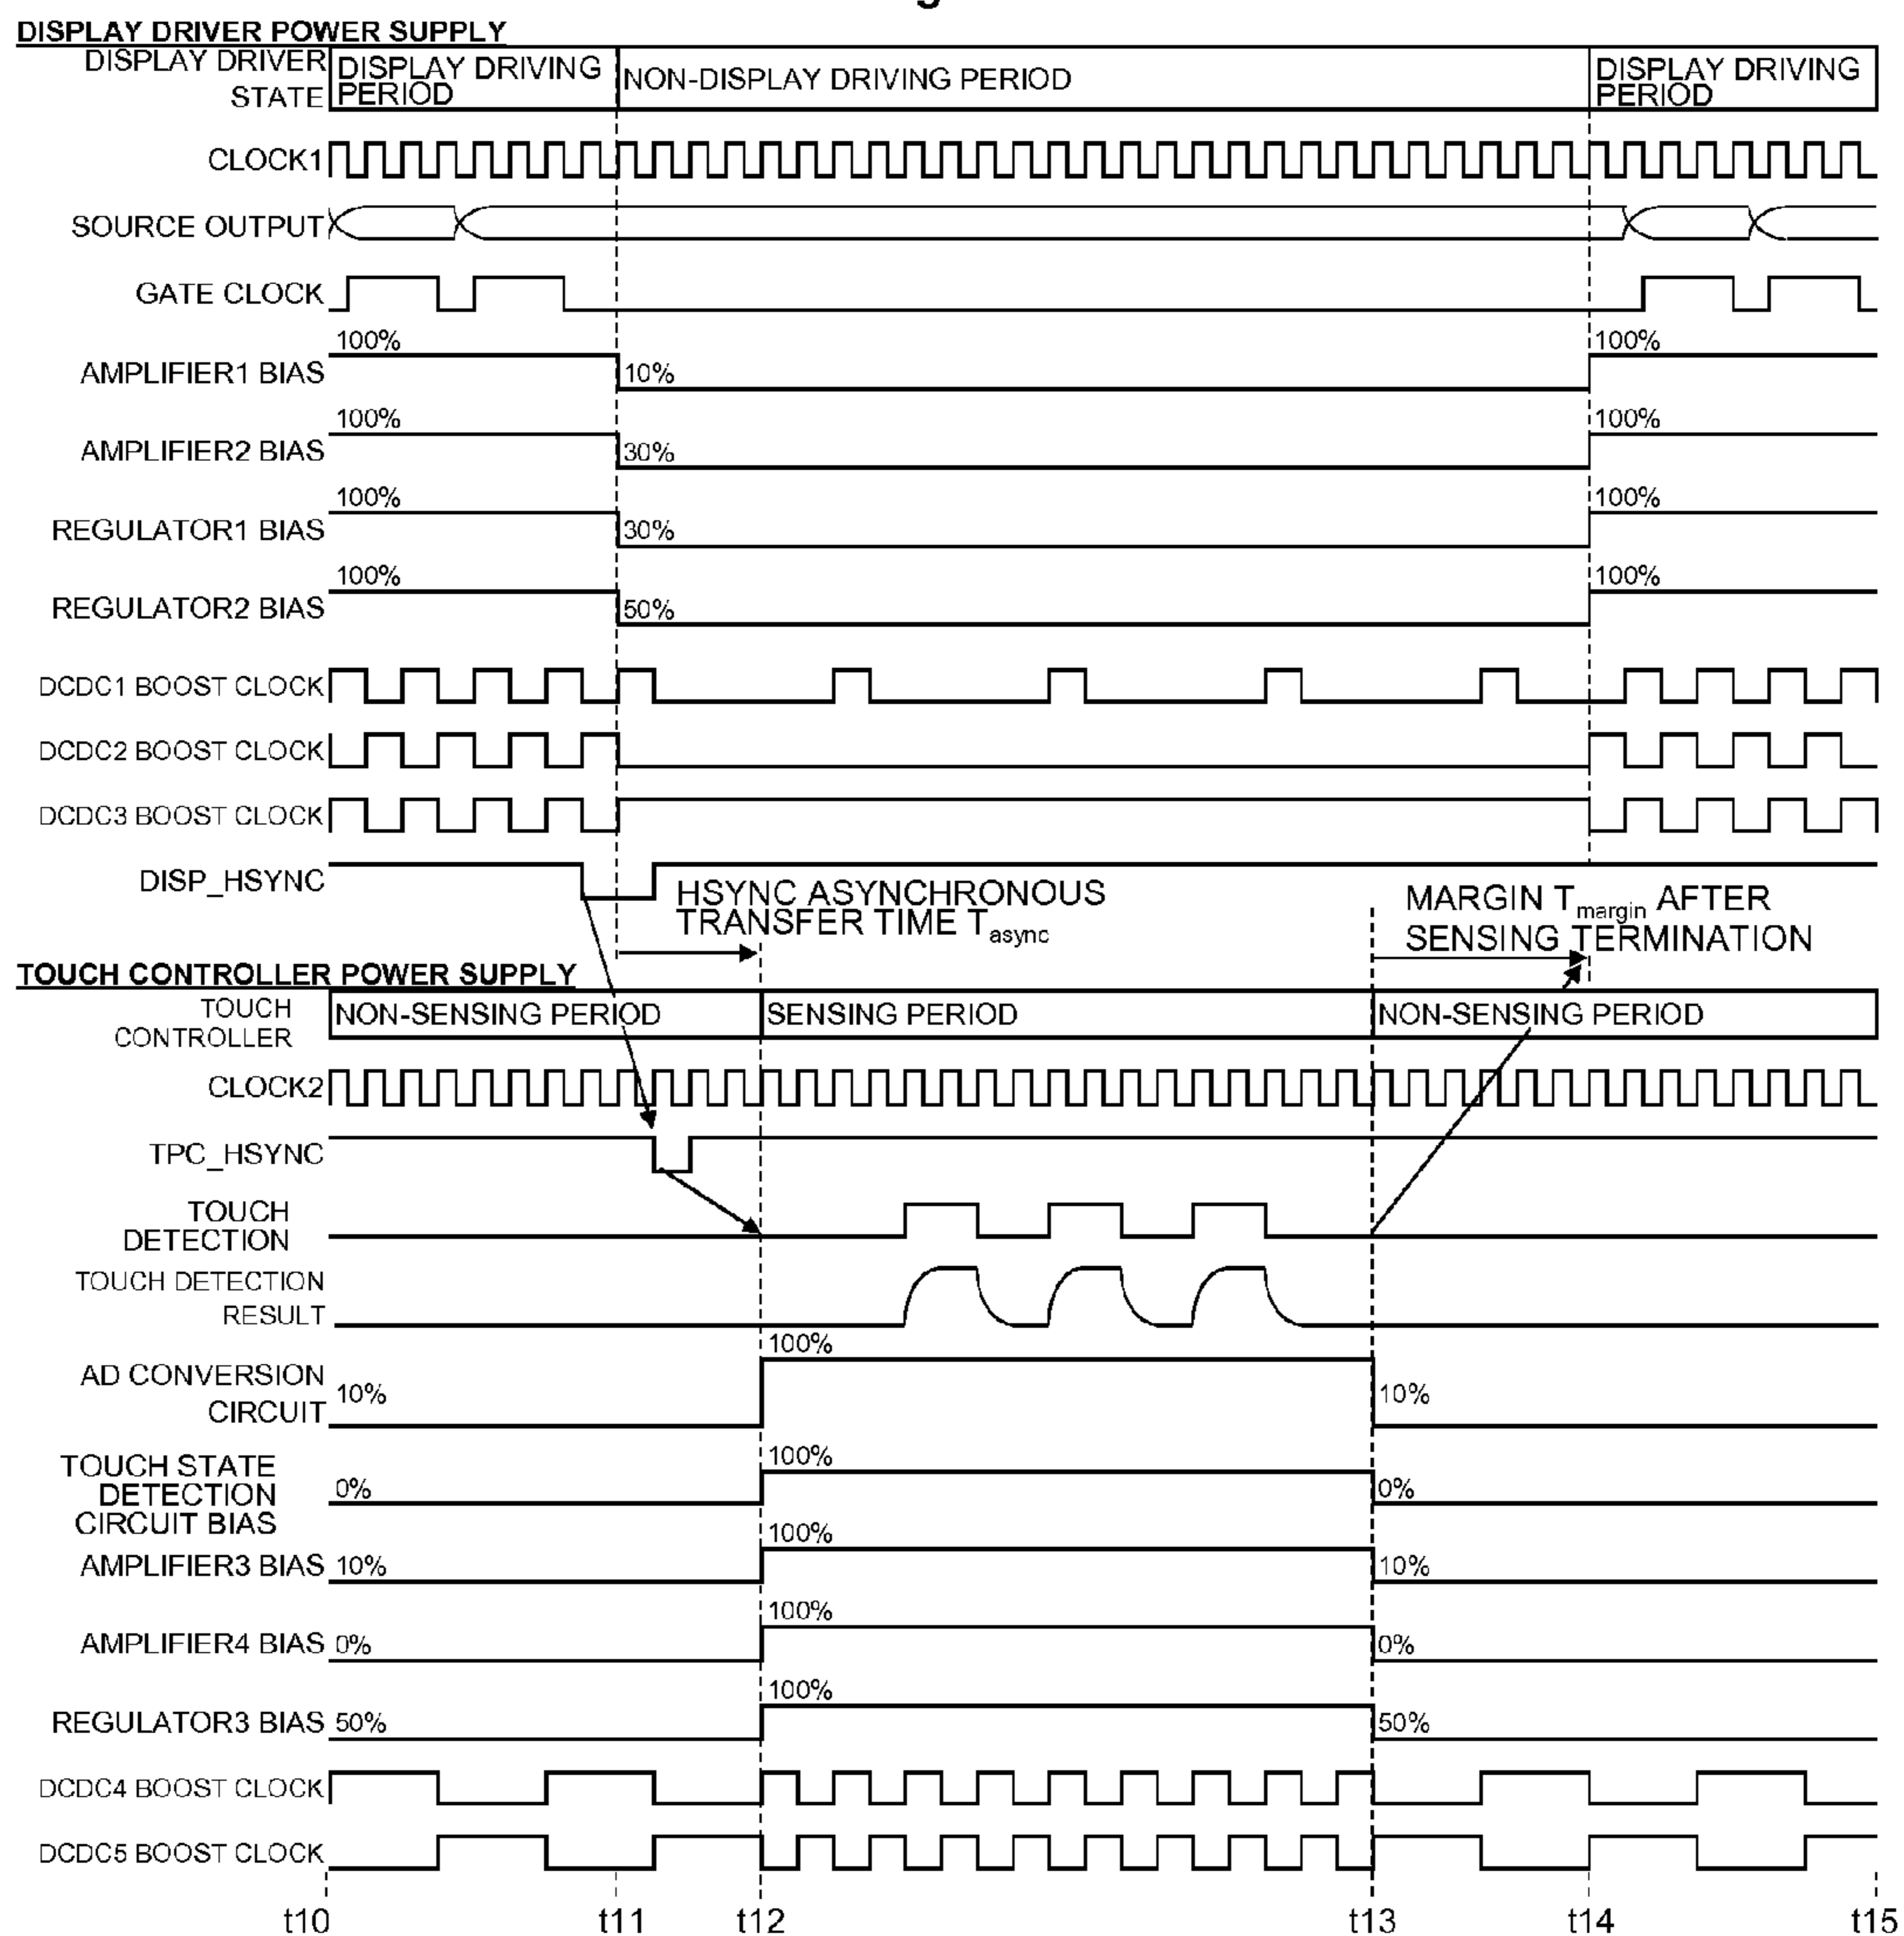 DISPLAY DRIVER POWER SUPPLY
DISPLAY DRIVER
STATE
DISPLAY DRIVING
PERIOD
NON-DISPLAY DRIVING PERIOD
DISPLAY DRIVING
PERIOD
CLOCK1
SOURCE OUTPUT
GATE CLOCK
100%
100%
AMPLIFIER1 BIAS
10%
100%
100%
AMPLIFIER2 BIAS
30%
100%
100%
REGULATOR1 BIAS
30%
100%
100%
REGULATOR2 BIAS
50%
DCDC1 BOOST CLOCK
DCDC2 BOOST CLOCK
DCDC3 BOOST CLOCK
DISP_HSYNC
HSYNC ASYNCHRONOUS
TRANSFER TIME Tasync
MARGIN Tmargin AFTER
SENSING TERMINATION
TOUCH CONTROLLER POWER SUPPLY
TOUCH
CONTROLLER
NON-SENSING PERIOD
SENSING PERIOD
NON-SENSING PERIOD
CLOCK2
TPC_HSYNC
TOUCH
DETECTION
TOUCH DETECTION
RESULT
100%
AD CONVERSION
CIRCUIT
10%
10%
100%
TOUCH STATE
DETECTION
CIRCUIT BIAS
0%
0%
100%
AMPLIFIER3 BIAS
10%
10%
100%
AMPLIFIER4 BIAS
0%
0%
100%
REGULATOR3 BIAS
50%
50%
DCDC4 BOOST CLOCK
DCDC5 BOOST CLOCK
t10
t11
t12
t13
t14
t15